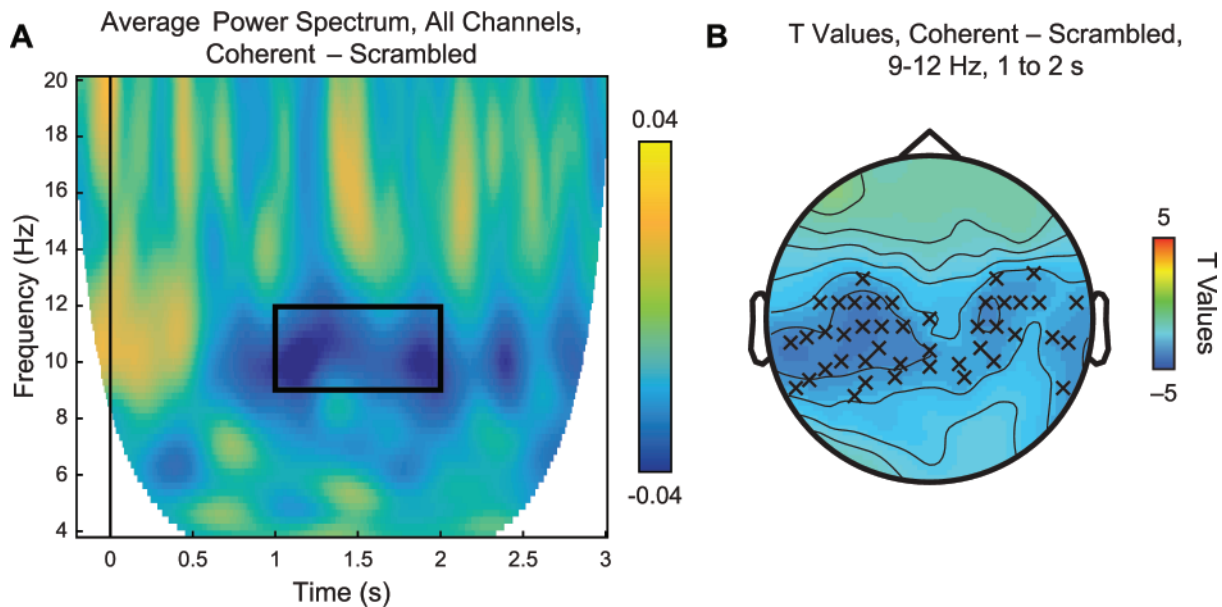 A
Average Power Spectrum, All Channels,
Coherent – Scrambled
20
18
16
14
12
10
8
6
4
Frequency (Hz)
0
0.5
1
1.5
2
2.5
3
Time (s)
0.04
-0.04
B
T Values, Coherent – Scrambled,
9-12 Hz, 1 to 2 s
5
–5
T Values